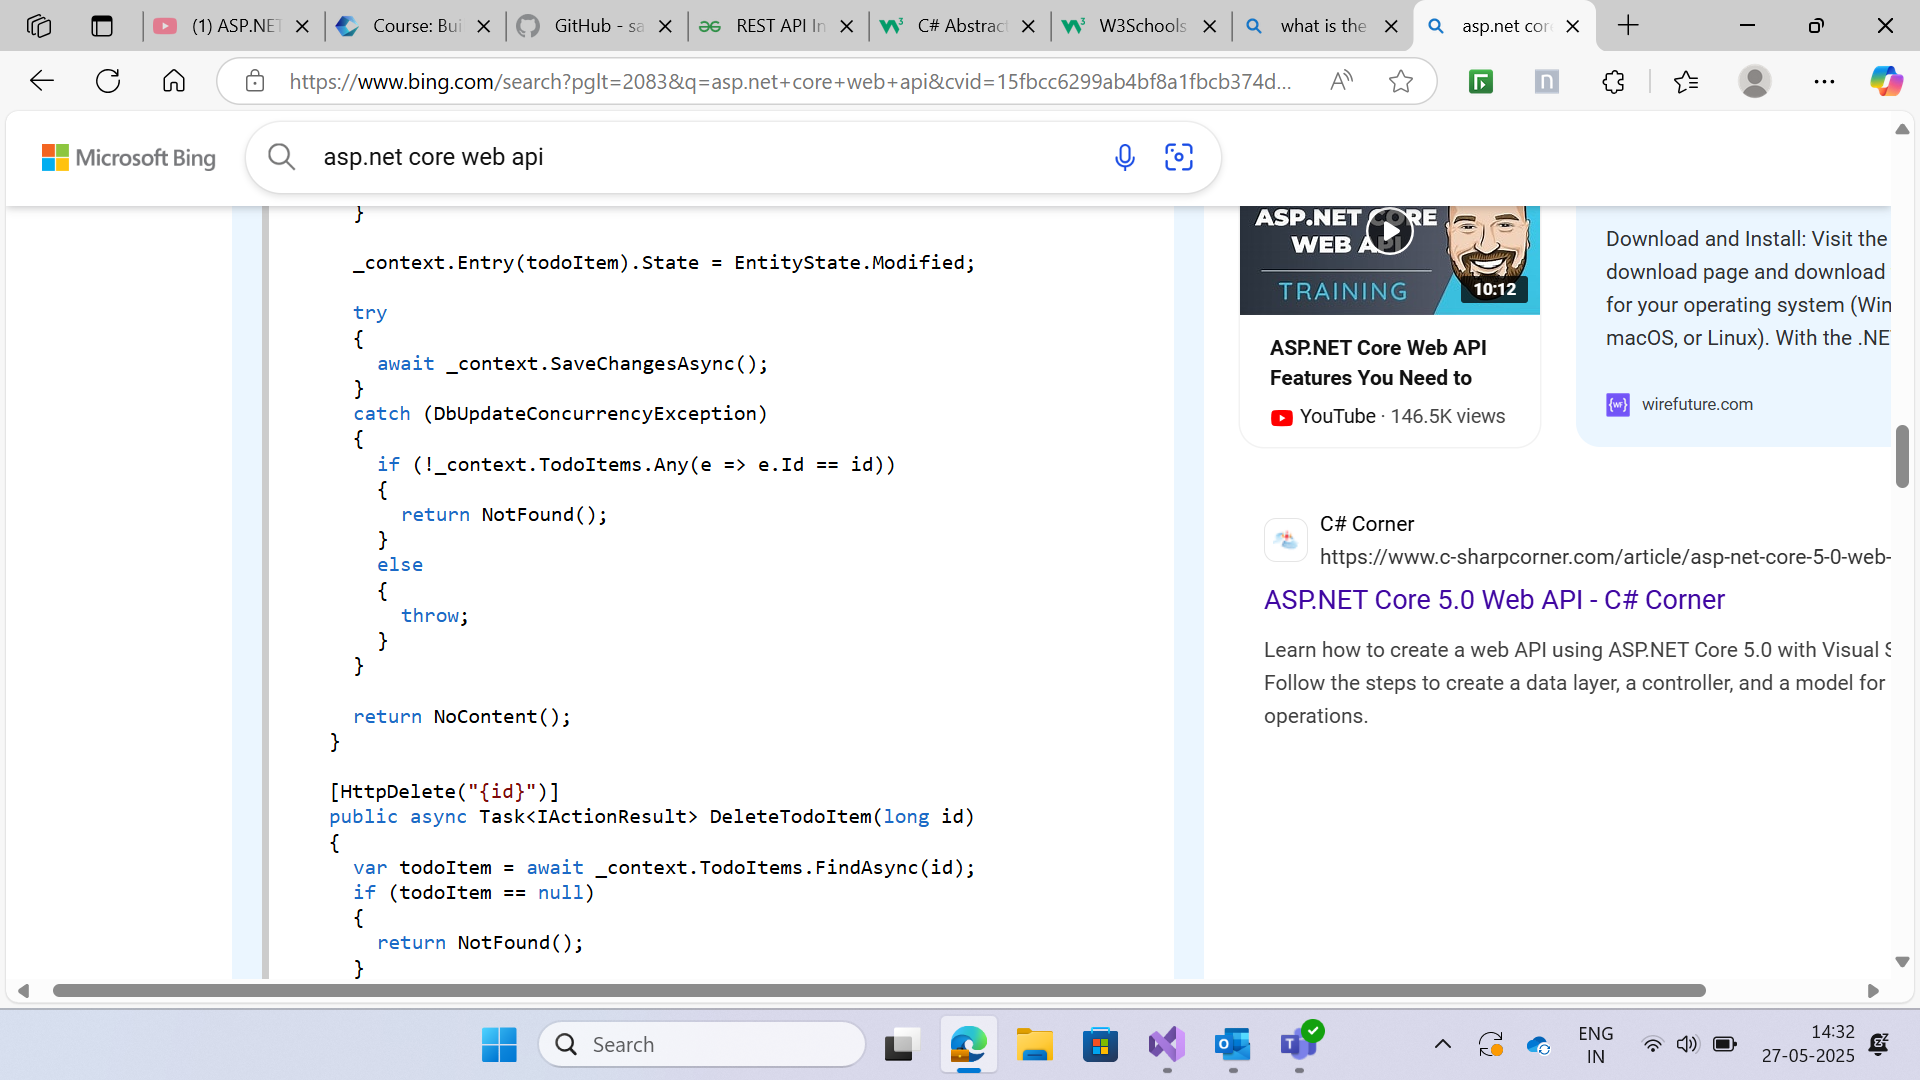 (1) ASP.NET
Course: Bui
GitHub - sa
REST API In
C# Abstract
W3Schools
what is the
asp.net core
https://www.bing.com/search?pglt=2083&q=asp.net+core+web+api&cvid=15fbcc6299ab4bf8a1fbcb374d...
Microsoft Bing
asp.net core web api
}
_context.Entry(todoItem).State = EntityState.Modified;
try
{
await _context.SaveChangesAsync();
}
catch (DbUpdateConcurrencyException)
{
if (!_context.TodoItems.Any(e => e.Id == id))
{
return NotFound();
}
else
{
throw;
}
}
return NoContent();
}
[HttpDelete("{id}")]
public async Task<IActionResult> DeleteTodoItem(long id)
{
var todoItem = await _context.TodoItems.FindAsync(id);
if (todoItem == null)
{
return NotFound();
}
ASP.NET CORE
WEB API
TRAINING
10:12
ASP.NET Core Web API
Features You Need to
YouTube · 146.5K views
Download and Install: Visit the
download page and download
for your operating system (Win
macOS, or Linux). With the .NE
{WF}
wirefuture.com
C# Corner
https://www.c-sharpcorner.com/article/asp-net-core-5-0-web-
ASP.NET Core 5.0 Web API - C# Corner
Learn how to create a web API using ASP.NET Core 5.0 with Visual S
Follow the steps to create a data layer, a controller, and a model for
operations.
Search
ENG
IN
14:32
27-05-2025